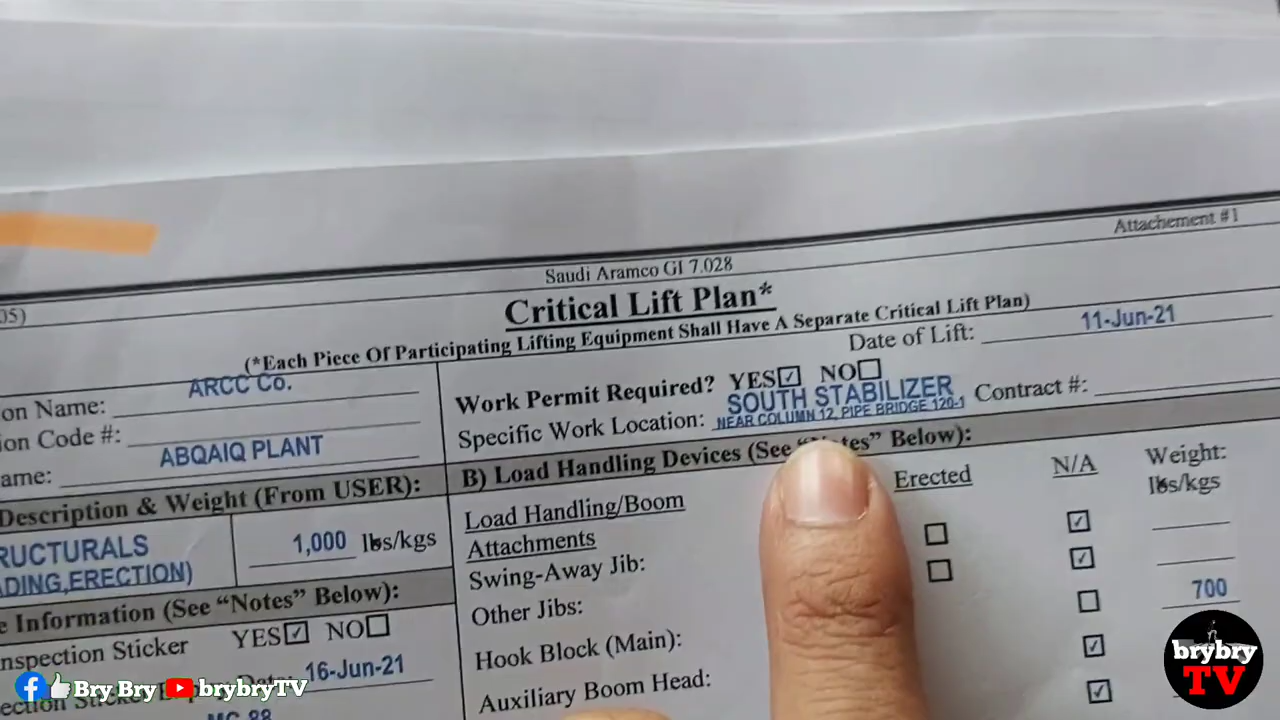 Attachement #1
Saudi Aramco GI 7.028
05)
Critical Lift Plan*
(*Each Piece Of Participating Lifting Equipment Shall Have A Separate Critical Lift Plan)
Date of Lift: 11-Jun-21
ion Name: ARCC Co.
Work Permit Required? YES NO
ion Code #:
Specific Work Location: SOUTH STABILIZER
NEAR COLUMN 12, PIPE BRIDGE 120-1
Contract #:
ame: ABQAIQ PLANT
Description & Weight (From USER):
B) Load Handling Devices (See “Notes” Below):
Load Handling/Boom
Attachments
Erected
N/A
Weight:
lbs/kgs
RUCTURALS
ADING,ERECTION)
1,000 lbs/kgs
Swing-Away Jib:
Other Jibs:
700
e Information (See “Notes” Below):
Hook Block (Main):
nspection Sticker YES NO
Auxiliary Boom Head:
16-Jun-21
Bry Bry
brybryTV
brybry
TV